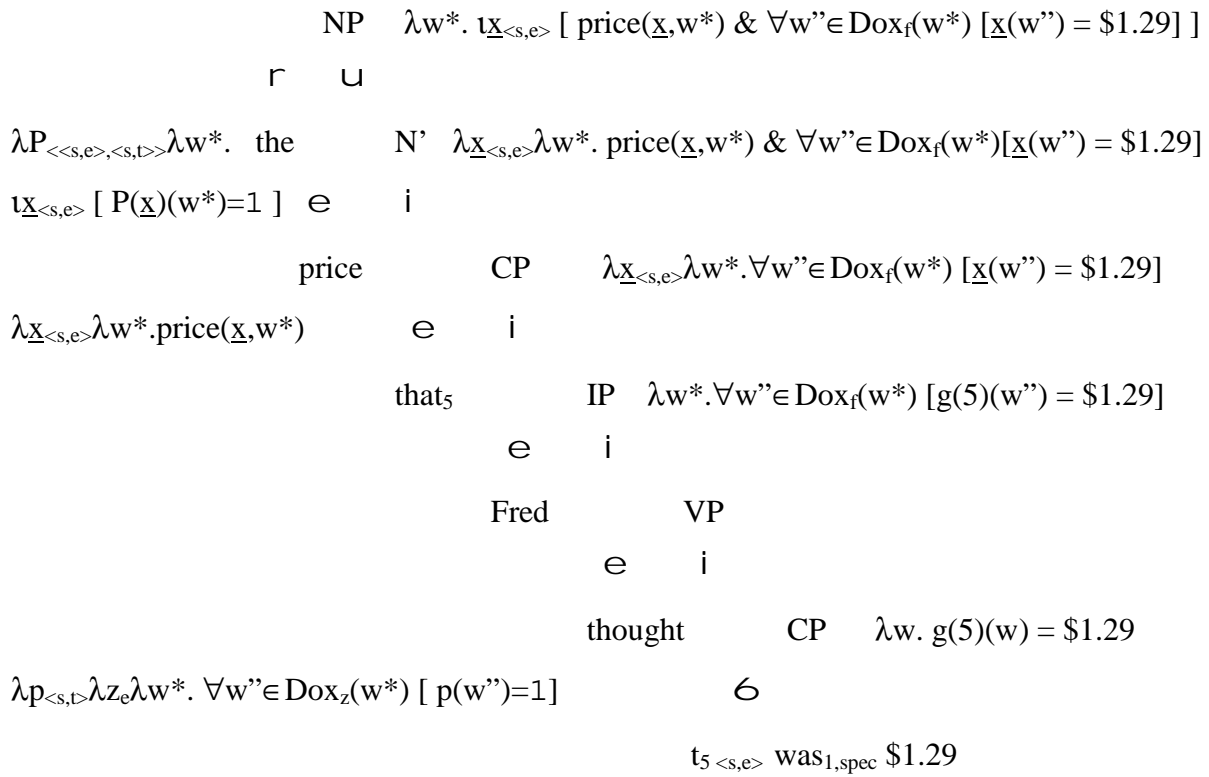 NP λw*. ιx<s,e> [ price(x,w*) & ∀w”∈Doxf(w*) [x(w”) = $1.29] ]
r u
λP<<s,e>,<s,t>>λw*. the N’ λx<s,e>λw*. price(x,w*) & ∀w”∈Doxf(w*)[x(w”) = $1.29]
ιx<s,e> [ P(x)(w*)=1 ] e i
price CP λx<s,e>λw*.∀w”∈Doxf(w*) [x(w”) = $1.29]
λx<s,e>λw*.price(x,w*) e i
that5 IP λw*.∀w”∈Doxf(w*) [g(5)(w”) = $1.29]
e i
Fred VP
e i
thought CP λw. g(5)(w) = $1.29
λp<s,t>λzeλw*. ∀w”∈Doxz(w*) [ p(w”)=1] 6
t5 <s,e> was1,spec $1.29